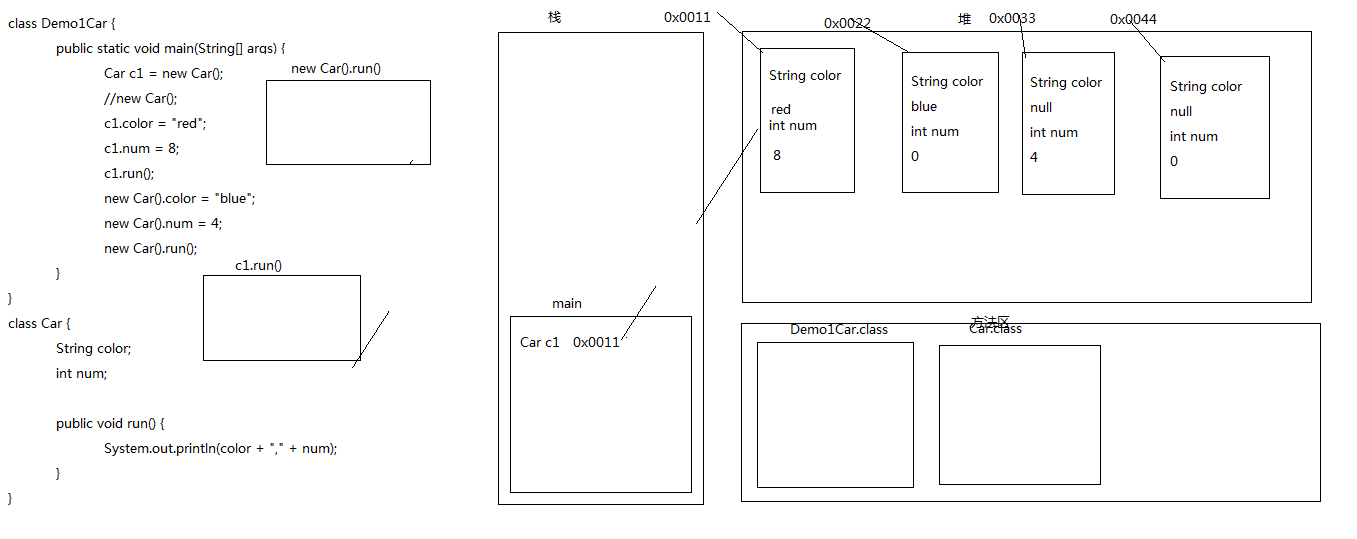 class Demo1Car {
public static void main(String[] args) {
Car c1 = new Car();
//new Car();
c1.color = "red";
c1.num = 8;
c1.run();
new Car().color = "blue";
new Car().num = 4;
new Car().run();
}
}
class Car {
String color;
int num;
public void run() {
System.out.println(color + "," + num);
}
}
new Car().run()
c1.run()
栈
main
Car c1 0x0011
堆
0x0011
String color
red
int num
8
0x0022
String color
blue
int num
0
0x0033
String color
null
int num
4
0x0044
String color
null
int num
0
方法区
Demo1Car.class
Car.class